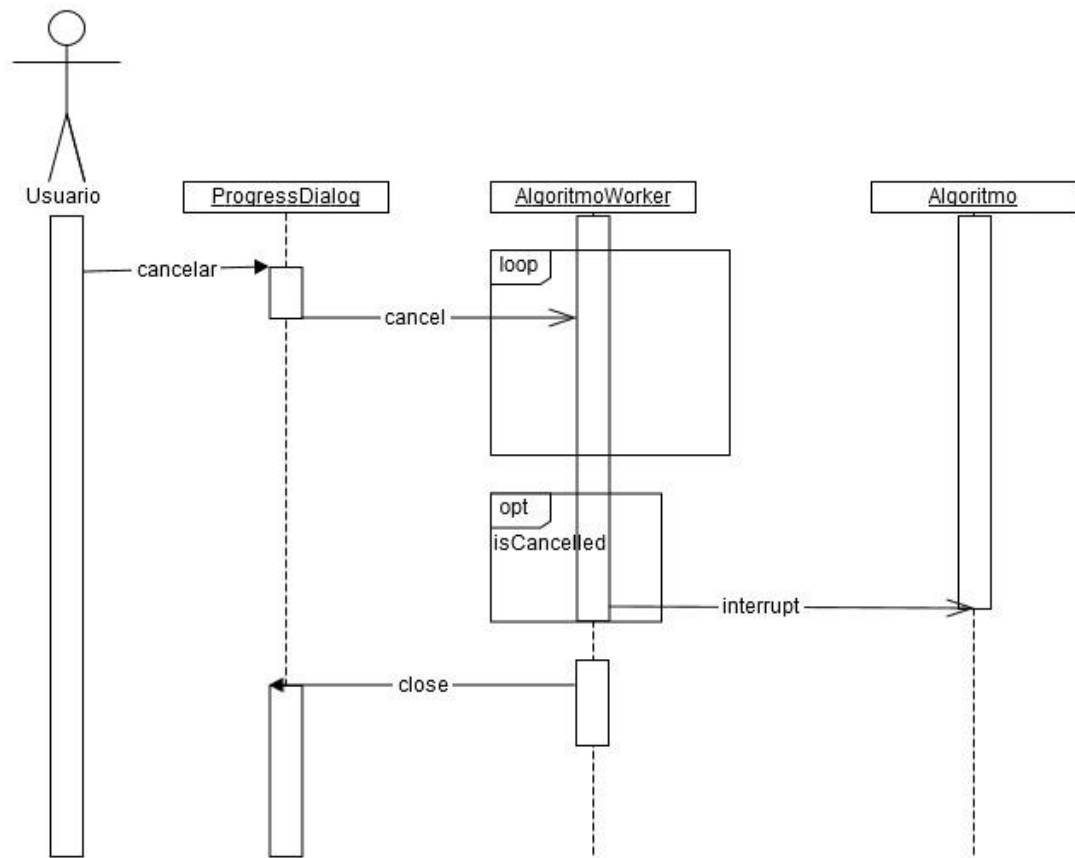 Usuario
ProgressDialog
AlgoritmoWorker
Algoritmo
loop
cancelar
cancel
opt
isCancelled
interrupt
close